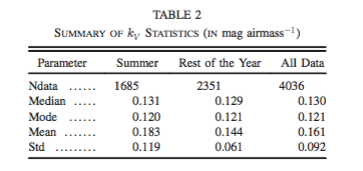 TABLE 2
SUMMARY OF kV STATISTICS (IN mag airmass−1)
Parameter Summer Rest of the Year All Data
Ndata ...... 1685 2351 4036
Median ..... 0.131 0.129 0.130
Mode ...... 0.120 0.121 0.121
Mean ....... 0.183 0.144 0.161
Std ......... 0.119 0.061 0.092